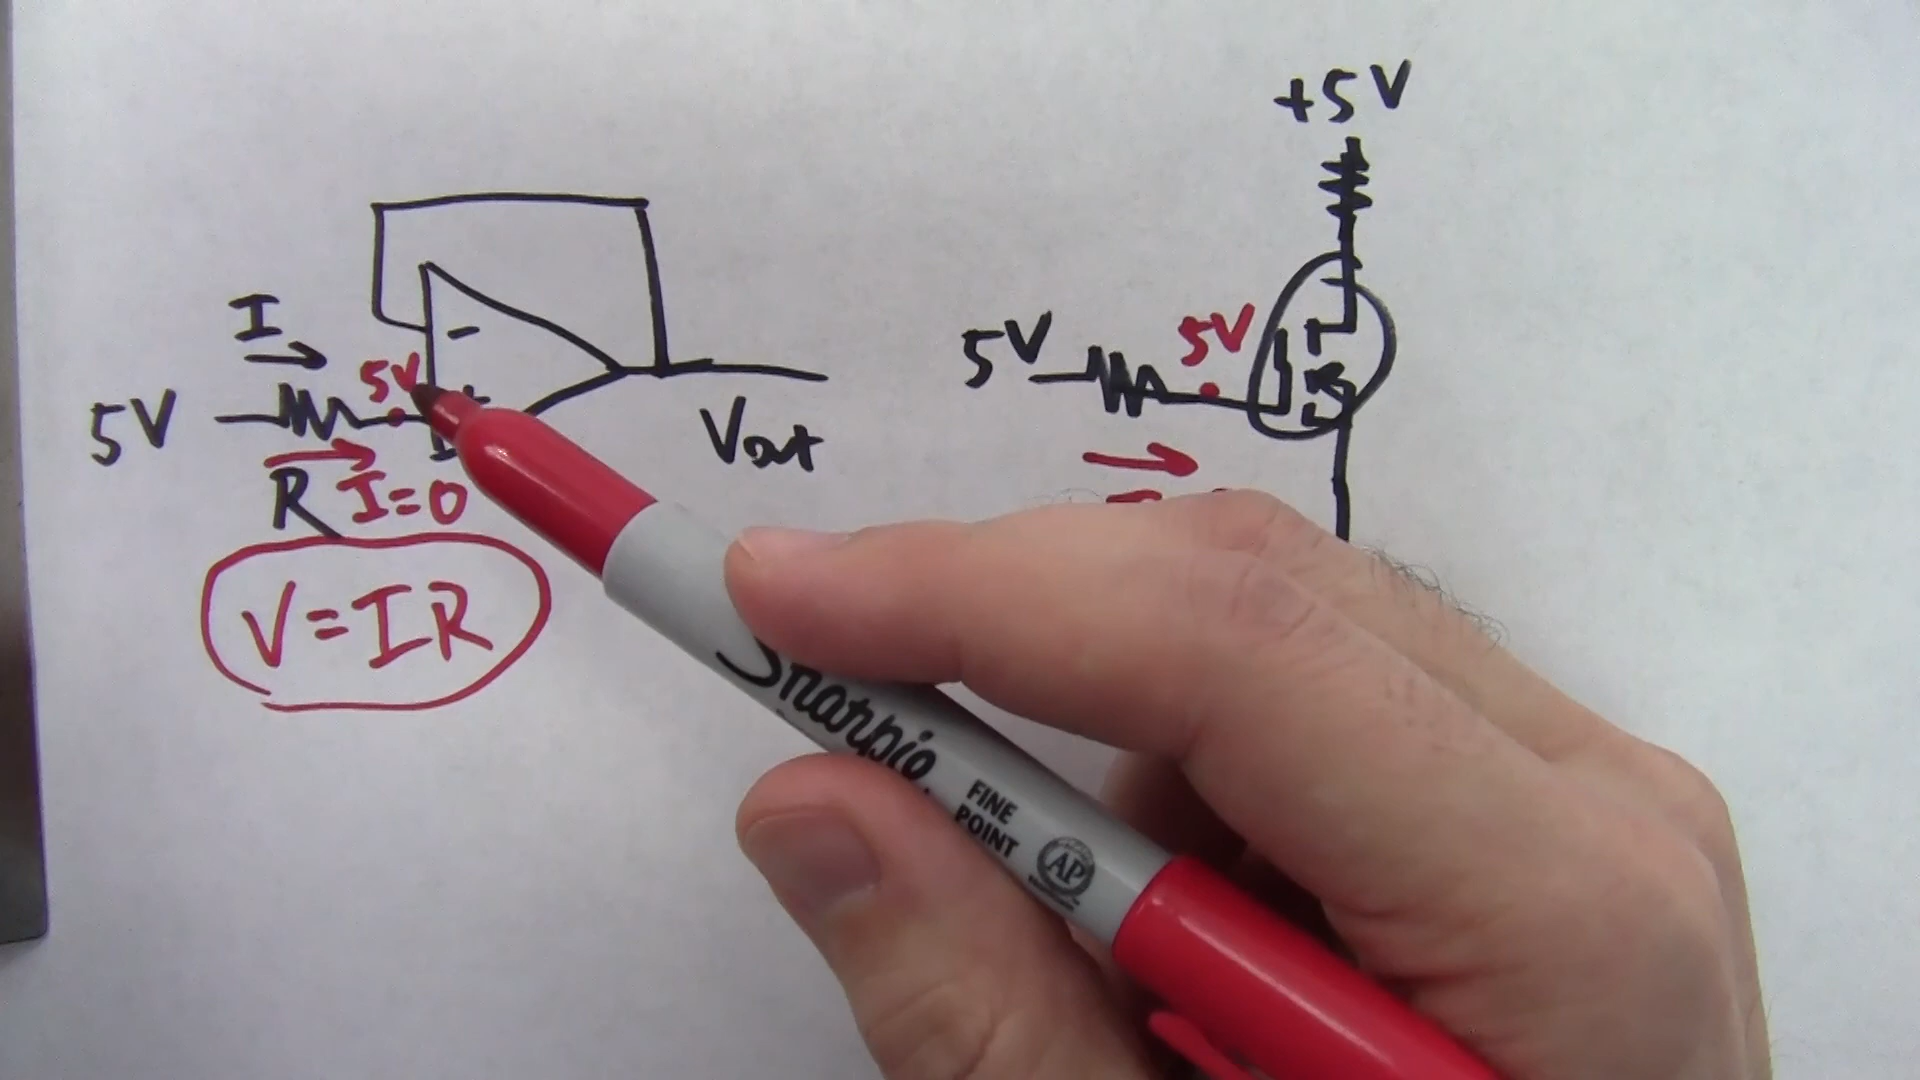 +5V
I
5V
5V
-
+
Vout
R I=0
V=IR
5V
5V
Sharpie
FINE
POINT
AP